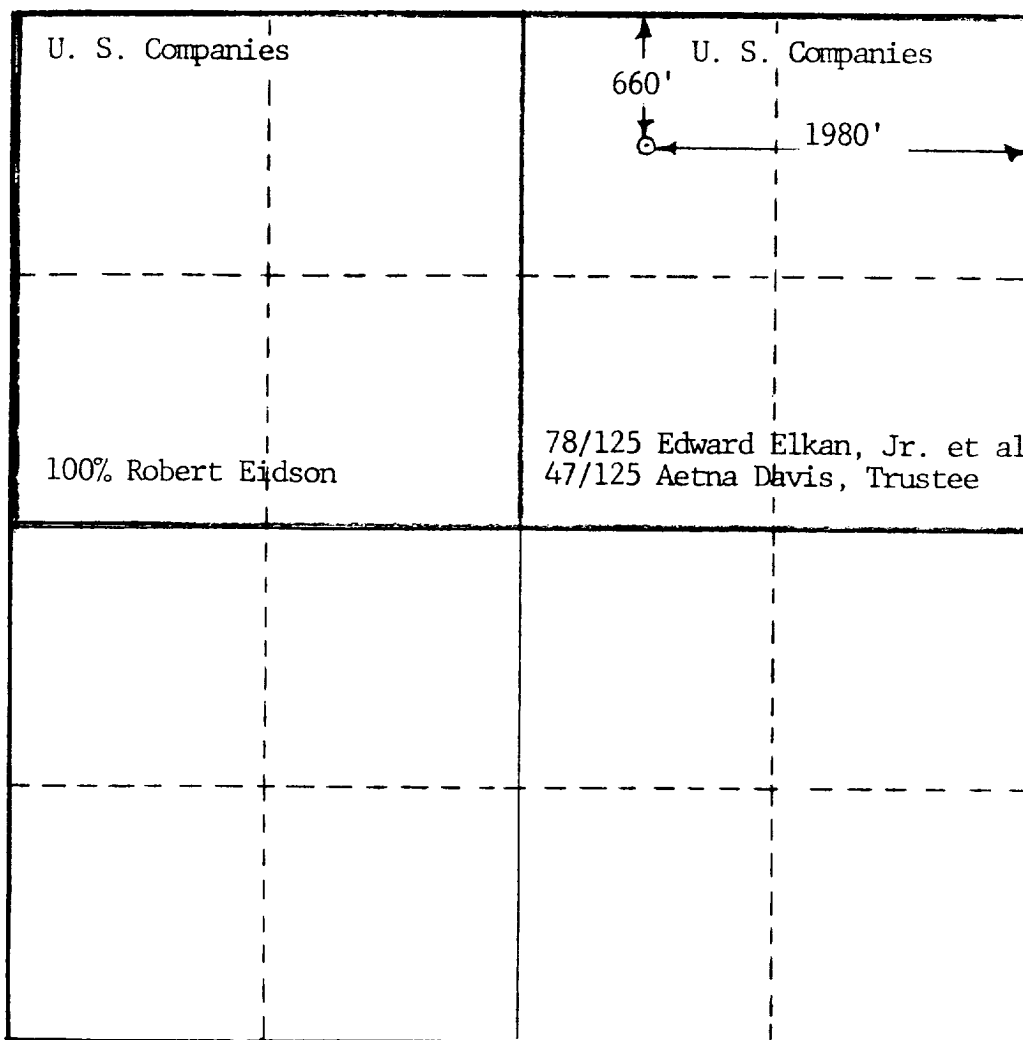 U. S. Companies
U. S. Companies
660'
1980'
100% Robert Eidson
78/125 Edward Elkan, Jr. et al
47/125 Aetna Davis, Trustee